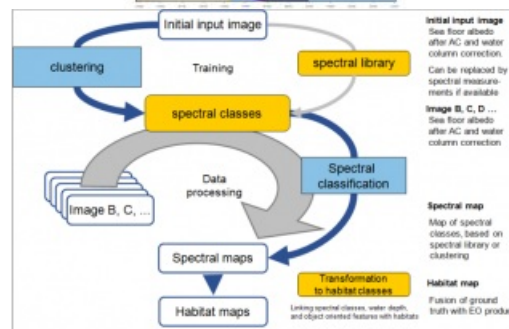 Initial input image
clustering
Training
spectral library
spectral classes
Data
processing
Spectral
classification
Image B, C, ...
Spectral maps
Habitat maps
Transformation
to habitat classes
Linking spectral classes, water depth,
and object oriented features with habitats
Initial input image
Sea floor albedo
after AC and water
column correction.
Can be replaced by
spectral measure-
ments if available
Image B, C, D ...
Sea floor albedo
after AC and water
column correction
Spectral map
Map of spectral
classes, based on
spectral library or
clustering
Habitat map
Fusion of ground
truth with EO produc